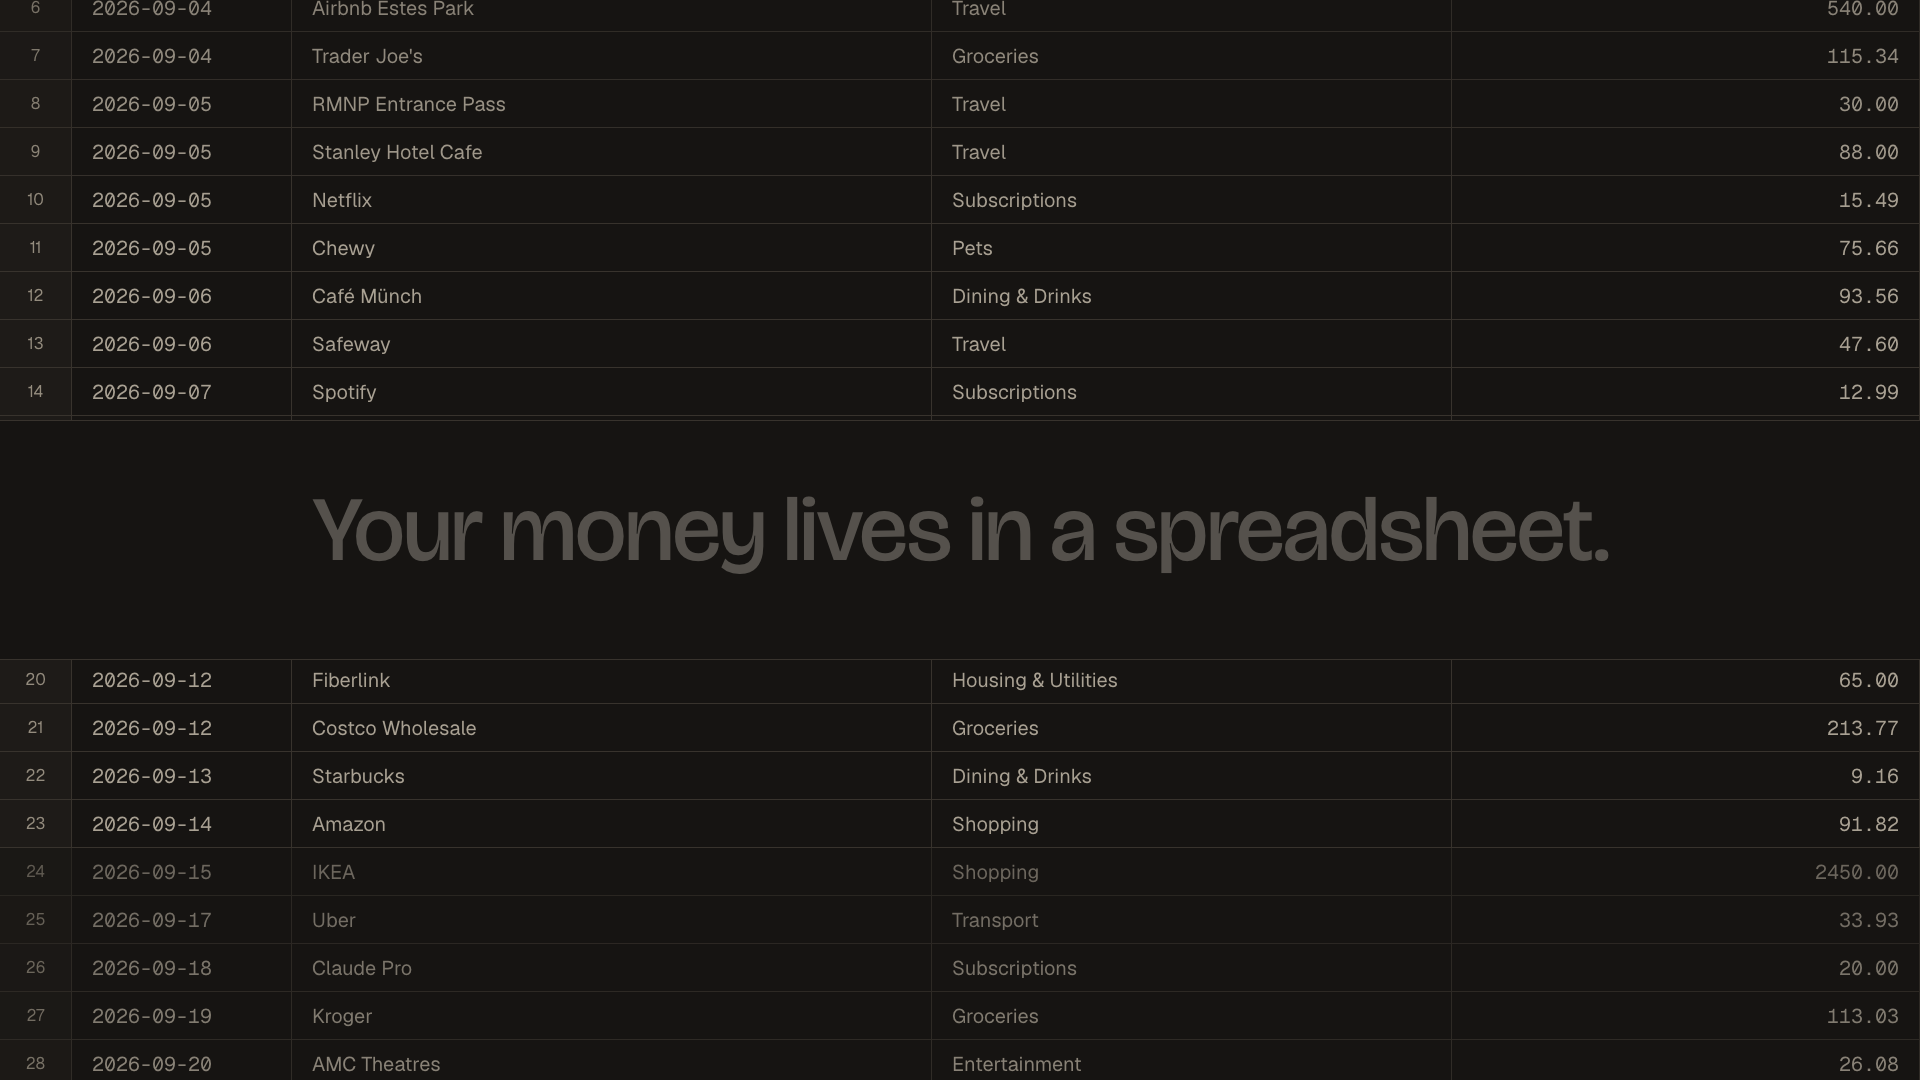 6 2026-09-04 Airbnb Estes Park Travel 540.00
7 2026-09-04 Trader Joe's Groceries 115.34
8 2026-09-05 RMNP Entrance Pass Travel 30.00
9 2026-09-05 Stanley Hotel Cafe Travel 88.00
10 2026-09-05 Netflix Subscriptions 15.49
11 2026-09-05 Chewy Pets 75.66
12 2026-09-06 Café Münch Dining & Drinks 93.56
13 2026-09-06 Safeway Travel 47.60
14 2026-09-07 Spotify Subscriptions 12.99
Your money lives in a spreadsheet.
20 2026-09-12 Fiberlink Housing & Utilities 65.00
21 2026-09-12 Costco Wholesale Groceries 213.77
22 2026-09-13 Starbucks Dining & Drinks 9.16
23 2026-09-14 Amazon Shopping 91.82
24 2026-09-15 IKEA Shopping 2450.00
25 2026-09-17 Uber Transport 33.93
26 2026-09-18 Claude Pro Subscriptions 20.00
27 2026-09-19 Kroger Groceries 113.03
28 2026-09-20 AMC Theatres Entertainment 26.08